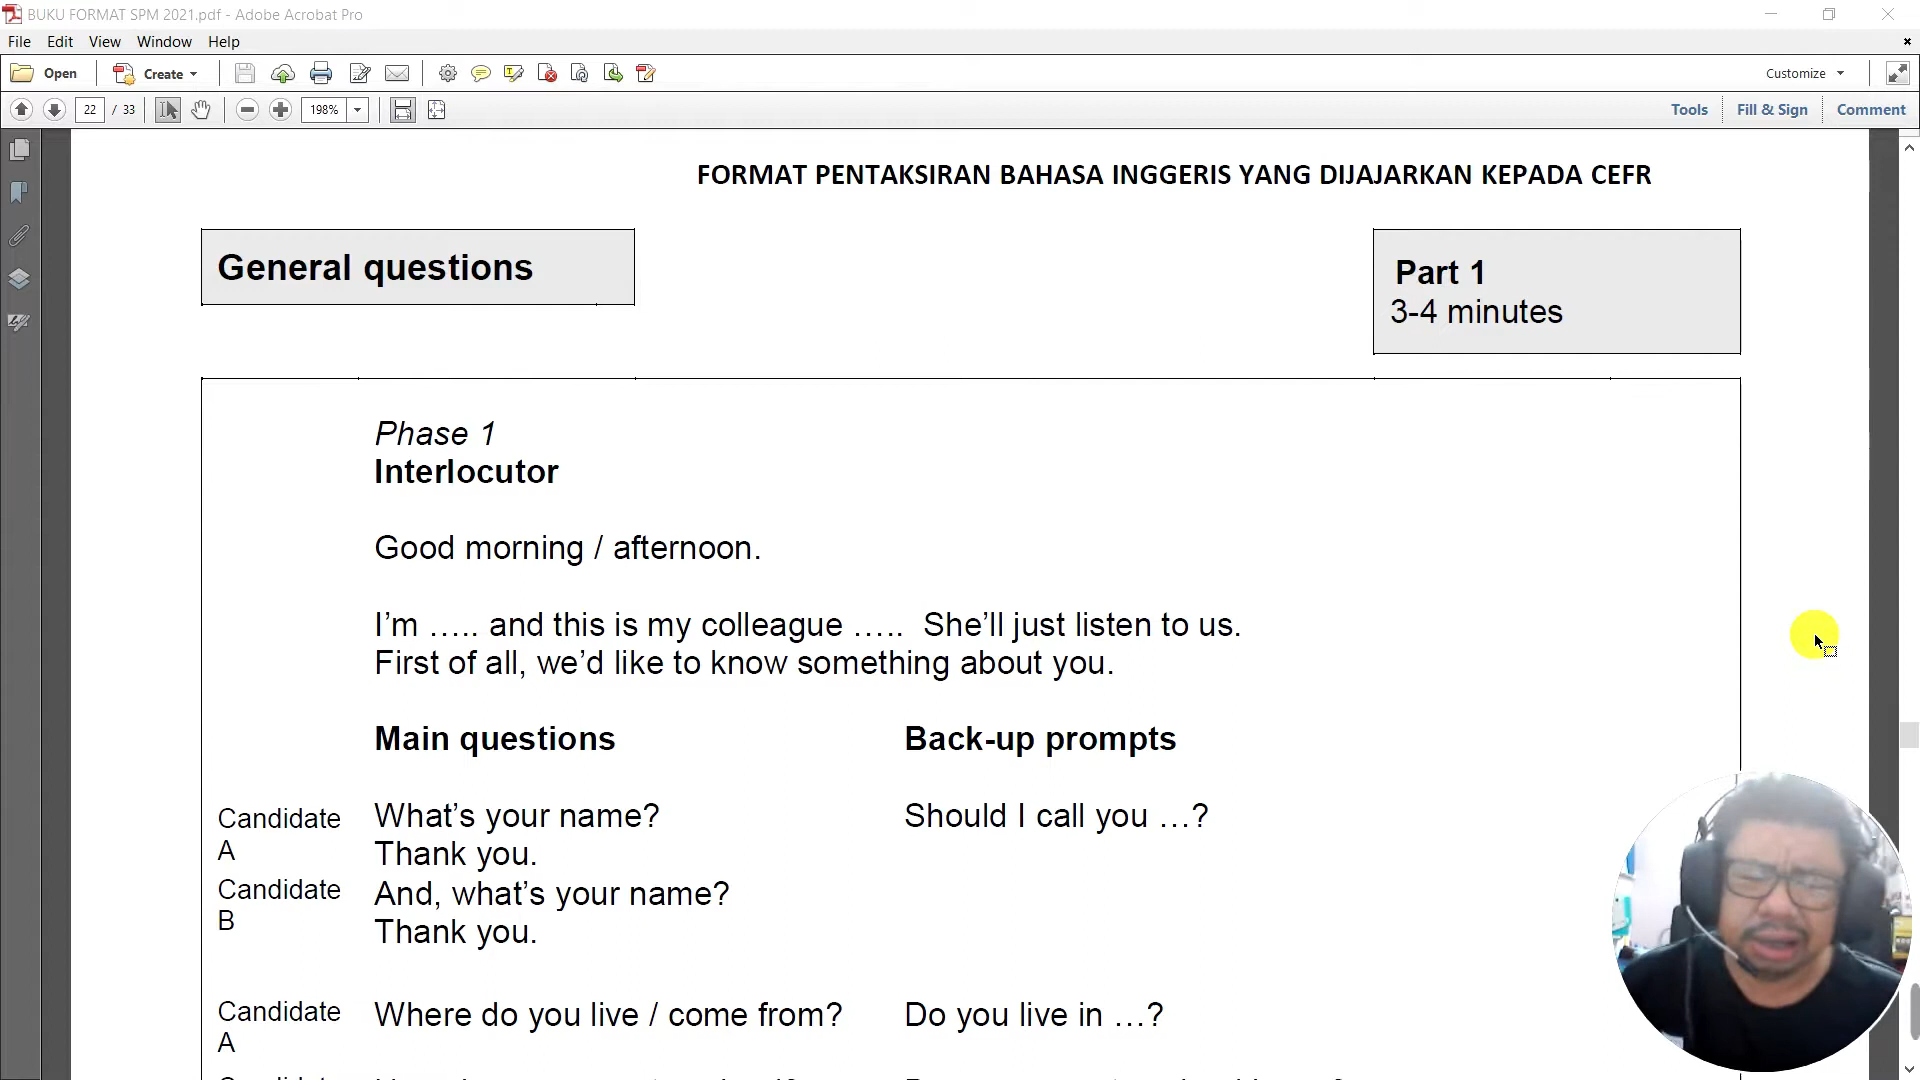 BUKU FORMAT SPM 2021.pdf - Adobe Acrobat Pro
File Edit View Window Help
Open Create Customize
22 / 33 198% Tools Fill & Sign Comment
FORMAT PENTAKSIRAN BAHASA INGGERIS YANG DIJAJARKAN KEPADA CEFR
General questions
Part 1
3-4 minutes
Phase 1
Interlocutor
Good morning / afternoon.
I’m ….. and this is my colleague ….. She’ll just listen to us.
First of all, we’d like to know something about you.
Main questions Back-up prompts
Candidate A What’s your name? Should I call you …?
Thank you.
Candidate B And, what’s your name?
Thank you.
Candidate A Where do you live / come from? Do you live in …?